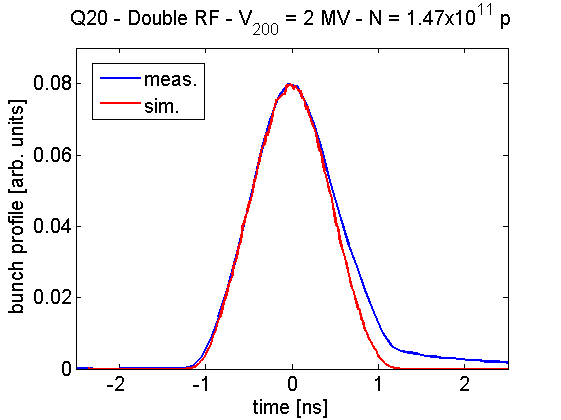 Q20 - Double RF - V200 = 2 MV - N = 1.47x10^11 p
meas.
sim.
bunch profile [arb. units]
0.08
0.06
0.04
0.02
0
-2
-1
0
1
2
time [ns]